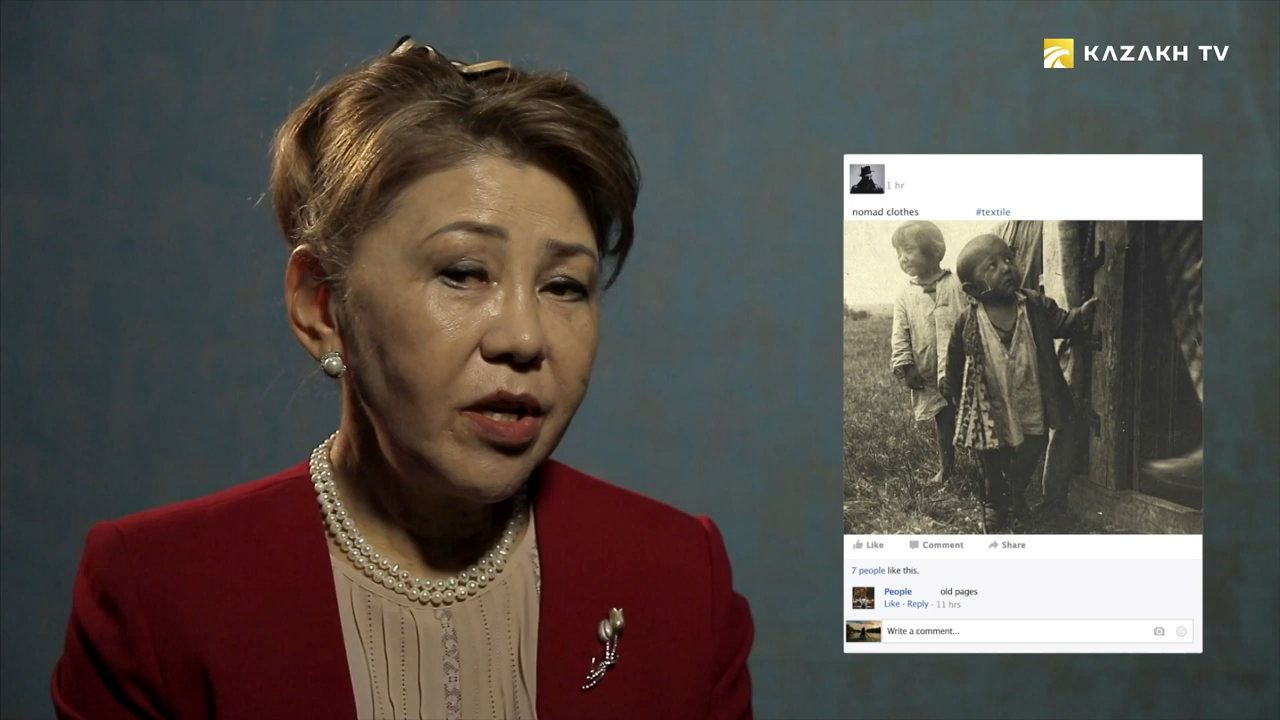 KAZAKH TV
1 hr
nomad clothes #textile
Like Comment Share
7 people like this.
People old pages
Like · Reply · 11 hrs
Write a comment...